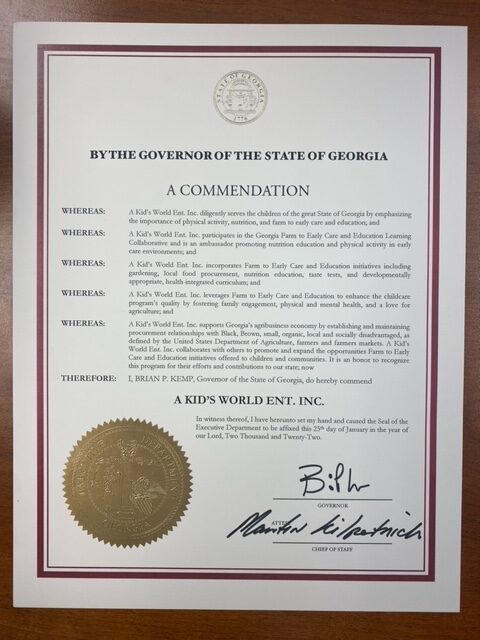 STATE OF GEORGIA
1776
BY THE GOVERNOR OF THE STATE OF GEORGIA
A COMMENDATION
WHEREAS: A Kid's World Ent. Inc. diligently serves the children of the great State of Georgia by emphasizing
the importance of physical activity, nutrition, and farm to early care and education; and
WHEREAS: A Kid's World Ent. Inc. participates in the Georgia Farm to Early Care and Education Learning
Collaborative and is an ambassador promoting nutrition education and physical activity in early
care environments; and
WHEREAS: A Kid's World Ent. Inc. incorporates Farm to Early Care and Education initiatives including
gardening, local food procurement, nutrition education, taste tests, and developmentally
appropriate, health-integrated curriculum; and
WHEREAS: A Kid's World Ent. Inc. leverages Farm to Early Care and Education to enhance the childcare
program's quality by fostering family engagement, physical and mental health, and a love for
agriculture; and
WHEREAS: A Kid's World Ent. Inc. supports Georgia's agribusiness economy by establishing and maintaining
procurement relationships with Black, Brown, small, organic, local and socially disadvantaged, as
defined by the United States Department of Agriculture, farmers and farmers markets. A Kid's
World Ent. Inc. collaborates with others to promote and expand the opportunities Farm to Early
Care and Education initiatives offered to children and communities. It is an honor to recognize
this program for their efforts and contributions to our state; now
THEREFORE: I, BRIAN P. KEMP, Governor of the State of Georgia, do hereby commend
A KID'S WORLD ENT. INC.
In witness thereof, I have hereunto set my hand and caused the Seal of the
Executive Department to be affixed this 25th day of January in the year of
our Lord, Two Thousand and Twenty-Two.
GOVERNOR
ATTEST
CHIEF OF STAFF